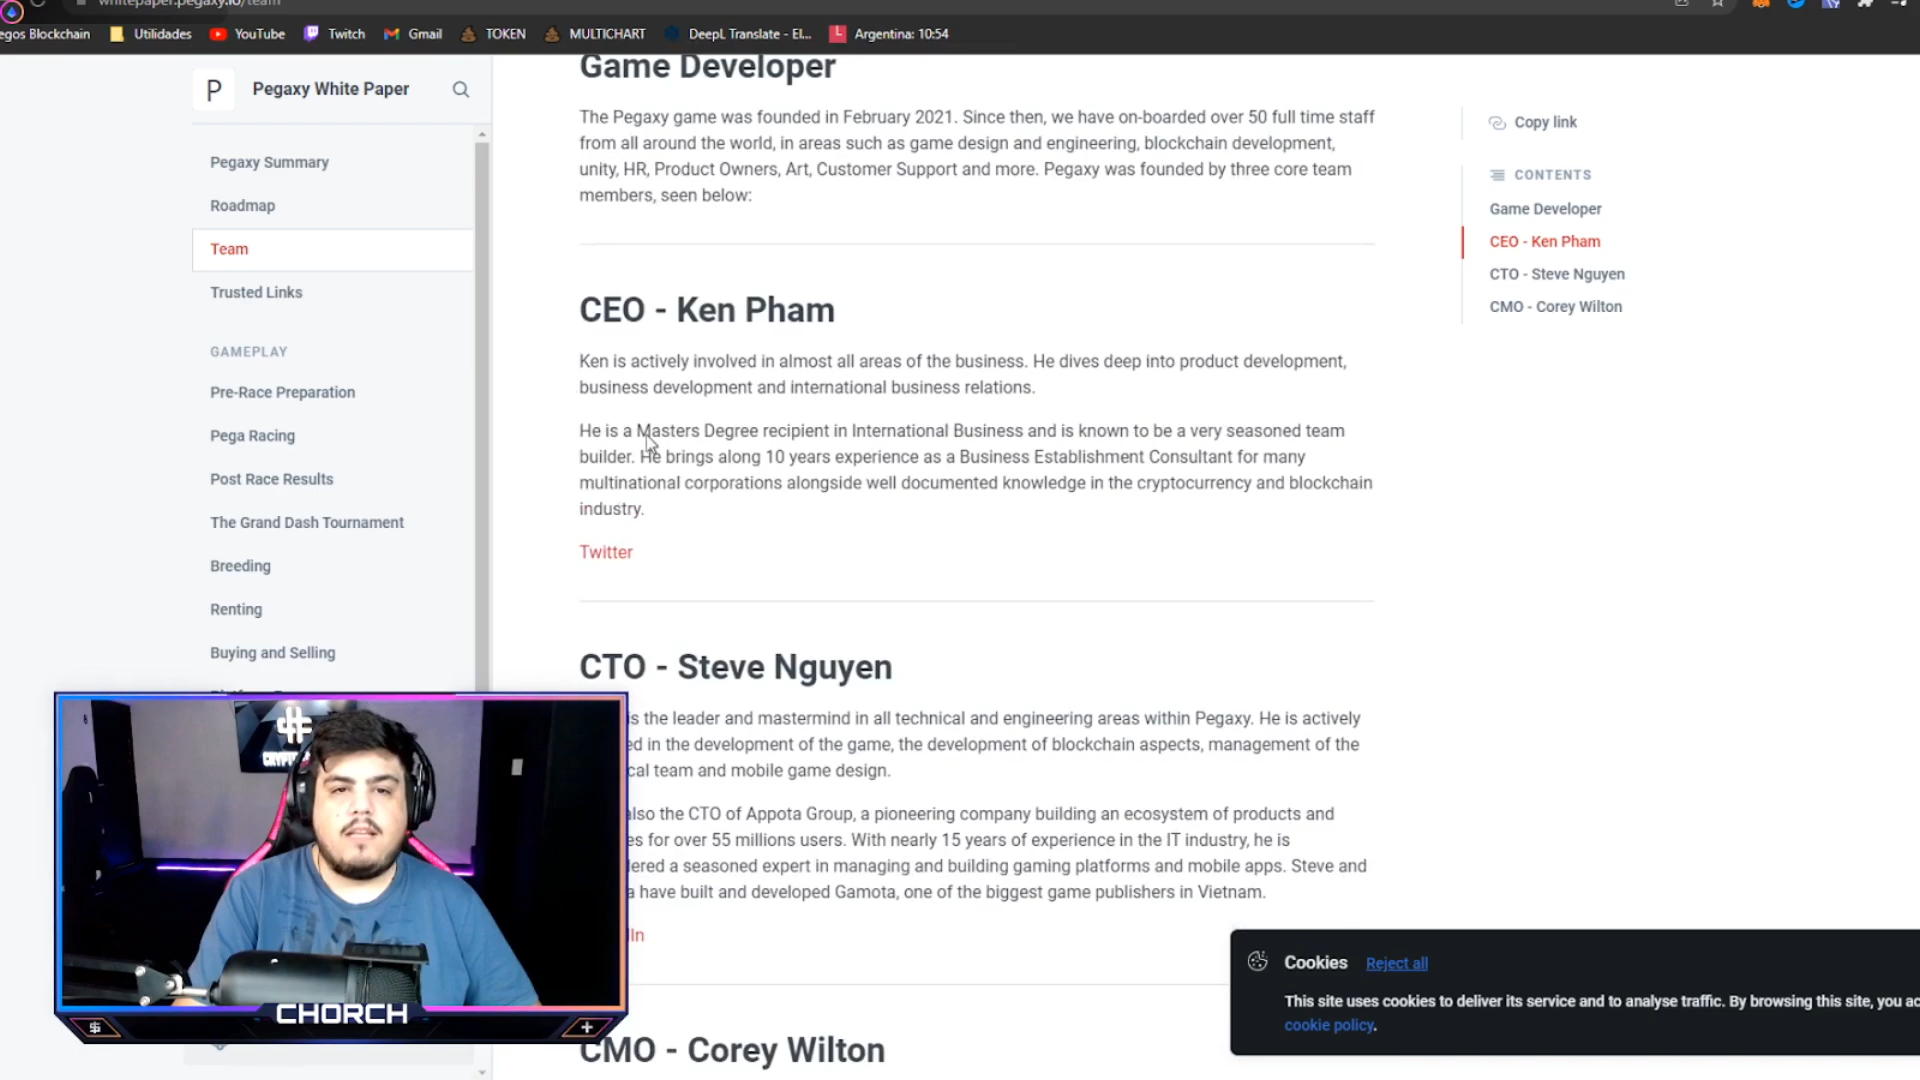 whitepaper.pegaxy.io/team
egos Blockchain
Utilidades
YouTube
Twitch
Gmail
TOKEN
MULTICHART
DeepL Translate - El...
Argentina: 10:54
P
Pegaxy White Paper
Pegaxy Summary
Roadmap
Team
Trusted Links
GAMEPLAY
Pre-Race Preparation
Pega Racing
Post Race Results
The Grand Dash Tournament
Breeding
Renting
Buying and Selling
Game Developer
The Pegaxy game was founded in February 2021. Since then, we have on-boarded over 50 full time staff
from all around the world, in areas such as game design and engineering, blockchain development,
unity, HR, Product Owners, Art, Customer Support and more. Pegaxy was founded by three core team
members, seen below:
CEO - Ken Pham
Ken is actively involved in almost all areas of the business. He dives deep into product development,
business development and international business relations.
He is a Masters Degree recipient in International Business and is known to be a very seasoned team
builder. He brings along 10 years experience as a Business Establishment Consultant for many
multinational corporations alongside well documented knowledge in the cryptocurrency and blockchain
industry.
Twitter
CTO - Steve Nguyen
is the leader and mastermind in all technical and engineering areas within Pegaxy. He is actively
ed in the development of the game, the development of blockchain aspects, management of the
cal team and mobile game design.
also the CTO of Appota Group, a pioneering company building an ecosystem of products and
es for over 55 millions users. With nearly 15 years of experience in the IT industry, he is
ered a seasoned expert in managing and building gaming platforms and mobile apps. Steve and
a have built and developed Gamota, one of the biggest game publishers in Vietnam.
In
CMO - Corey Wilton
Copy link
CONTENTS
Game Developer
CEO - Ken Pham
CTO - Steve Nguyen
CMO - Corey Wilton
Cookies
Reject all
This site uses cookies to deliver its service and to analyse traffic. By browsing this site, you ac
cookie policy.
CRYPT
CHORCH